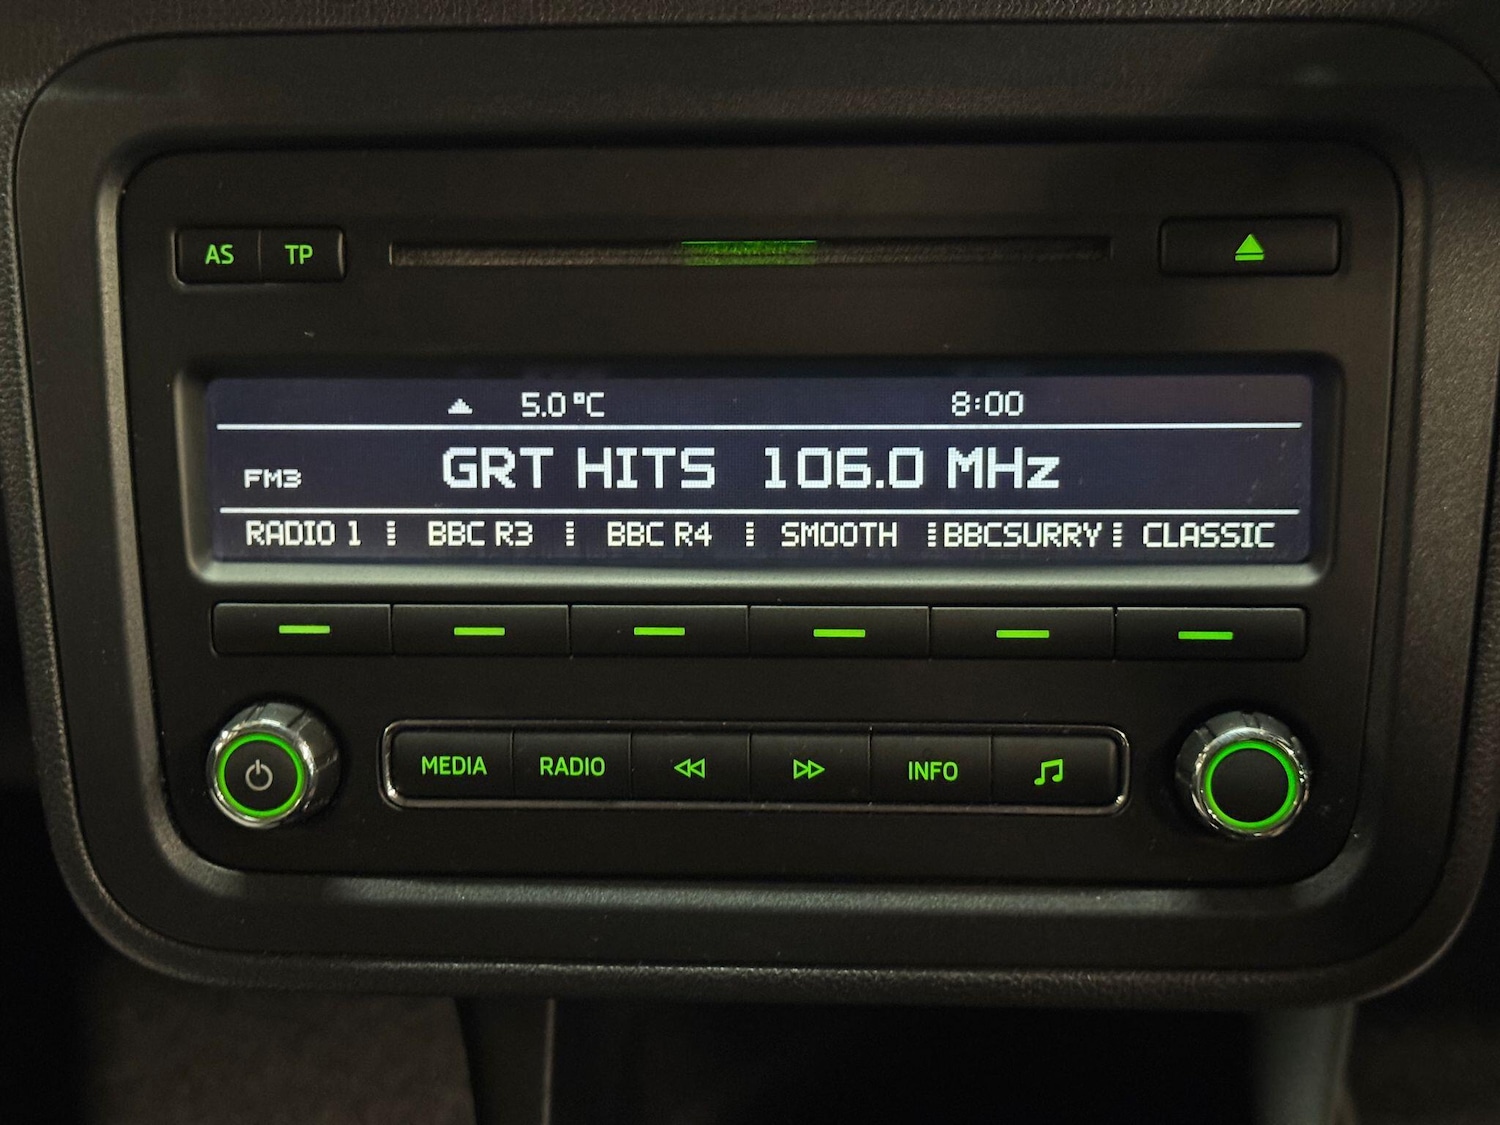 AS TP
5.0 °C 8:00
FM3 GRT HITS 106.0 MHz
RADIO 1 BBC R3 BBC R4 SMOOTH BBCSURRY CLASSIC
MEDIA RADIO INFO